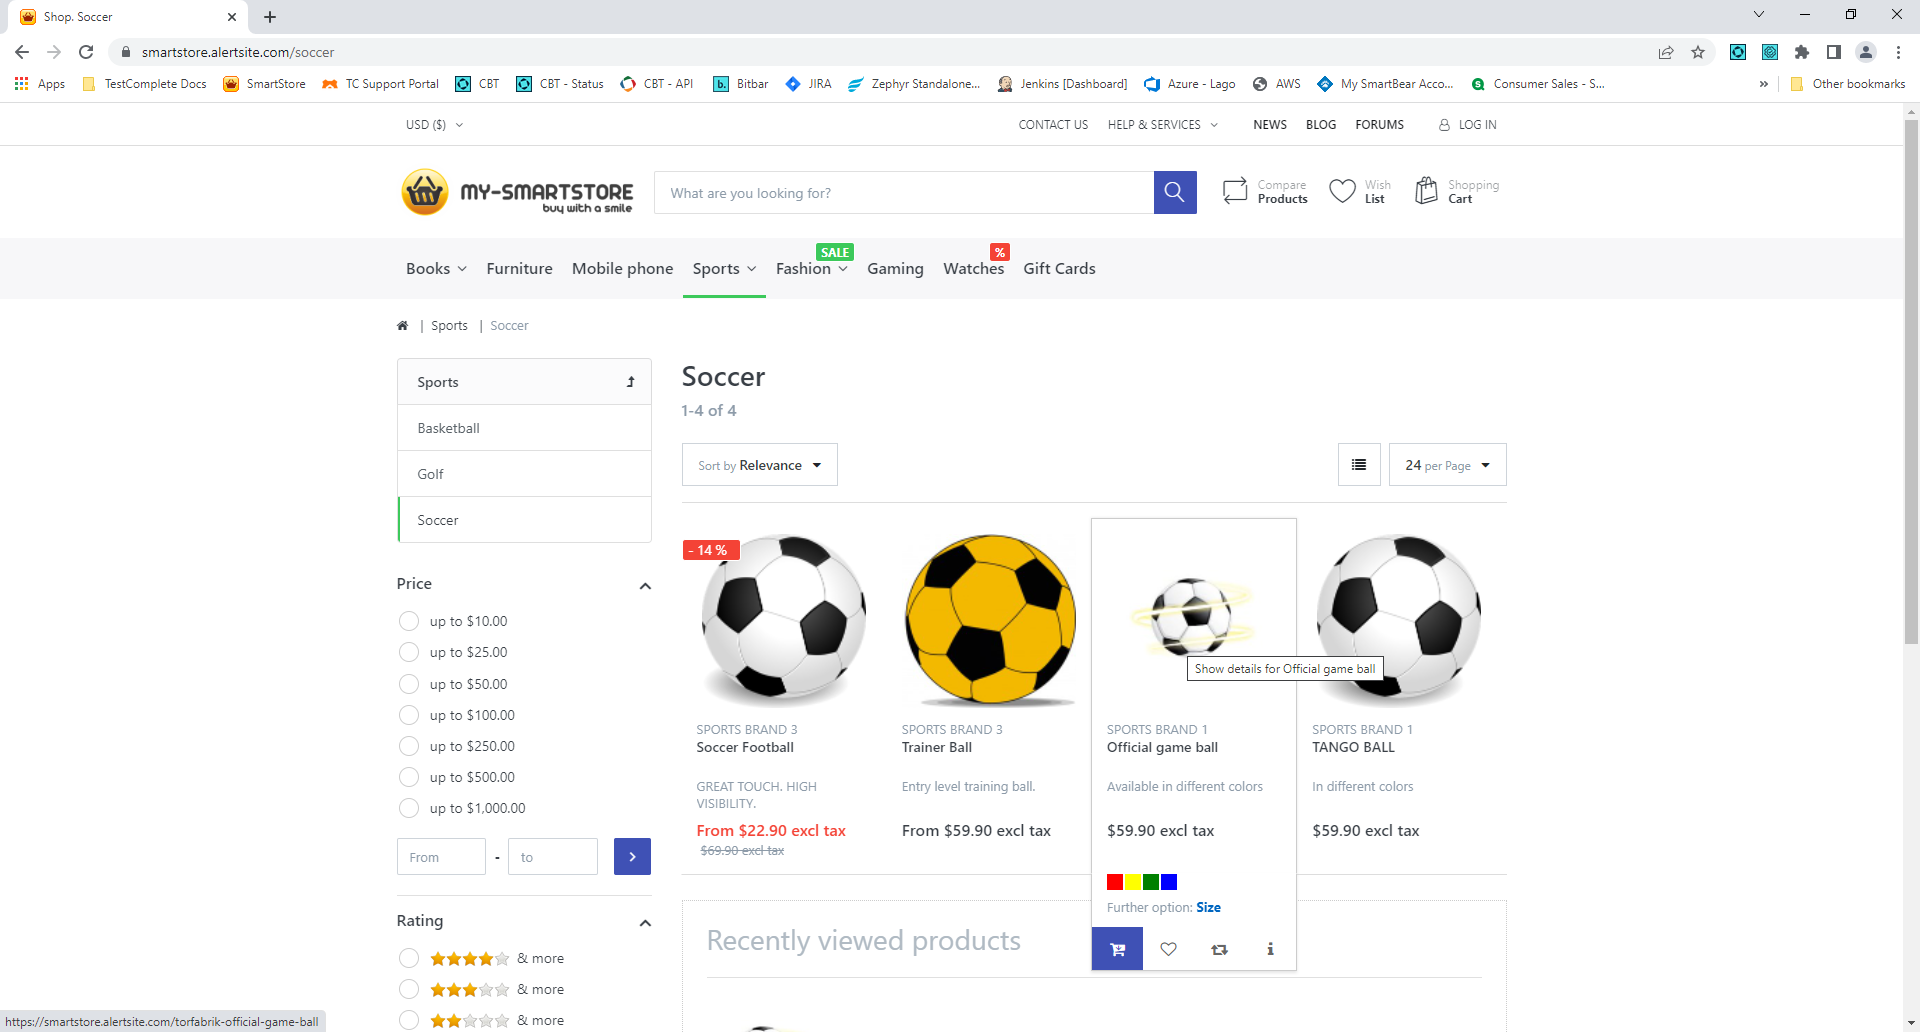 Shop. Soccer
smartstore.alertsite.com/soccer
Apps TestComplete Docs SmartStore TC Support Portal CBT CBT - Status CBT - API Bitbar JIRA Zephyr Standalone... Jenkins [Dashboard] Azure - Lago AWS My SmartBear Acco... Consumer Sales - S... » Other bookmarks
USD ($) CONTACT US HELP & SERVICES NEWS BLOG FORUMS LOG IN
MY-SMARTSTORE
buy with a smile
What are you looking for?
Compare
Products
Wish
List
Shopping
Cart
SALE %
Books Furniture Mobile phone Sports Fashion Gaming Watches Gift Cards
| Sports | Soccer
Sports
Basketball
Golf
Soccer
Price
up to $10.00
up to $25.00
up to $50.00
up to $100.00
up to $250.00
up to $500.00
up to $1,000.00
From - to
Rating
& more
& more
& more
Soccer
1-4 of 4
Sort by Relevance
24 per Page
- 14 %
SPORTS BRAND 3
Soccer Football
GREAT TOUCH. HIGH
VISIBILITY.
From $22.90 excl tax
$69.90 excl tax
SPORTS BRAND 3
Trainer Ball
Entry level training ball.
From $59.90 excl tax
Show details for Official game ball
SPORTS BRAND 1
Official game ball
Available in different colors
$59.90 excl tax
Further option: Size
SPORTS BRAND 1
TANGO BALL
In different colors
$59.90 excl tax
Recently viewed products
https://smartstore.alertsite.com/torfabrik-official-game-ball